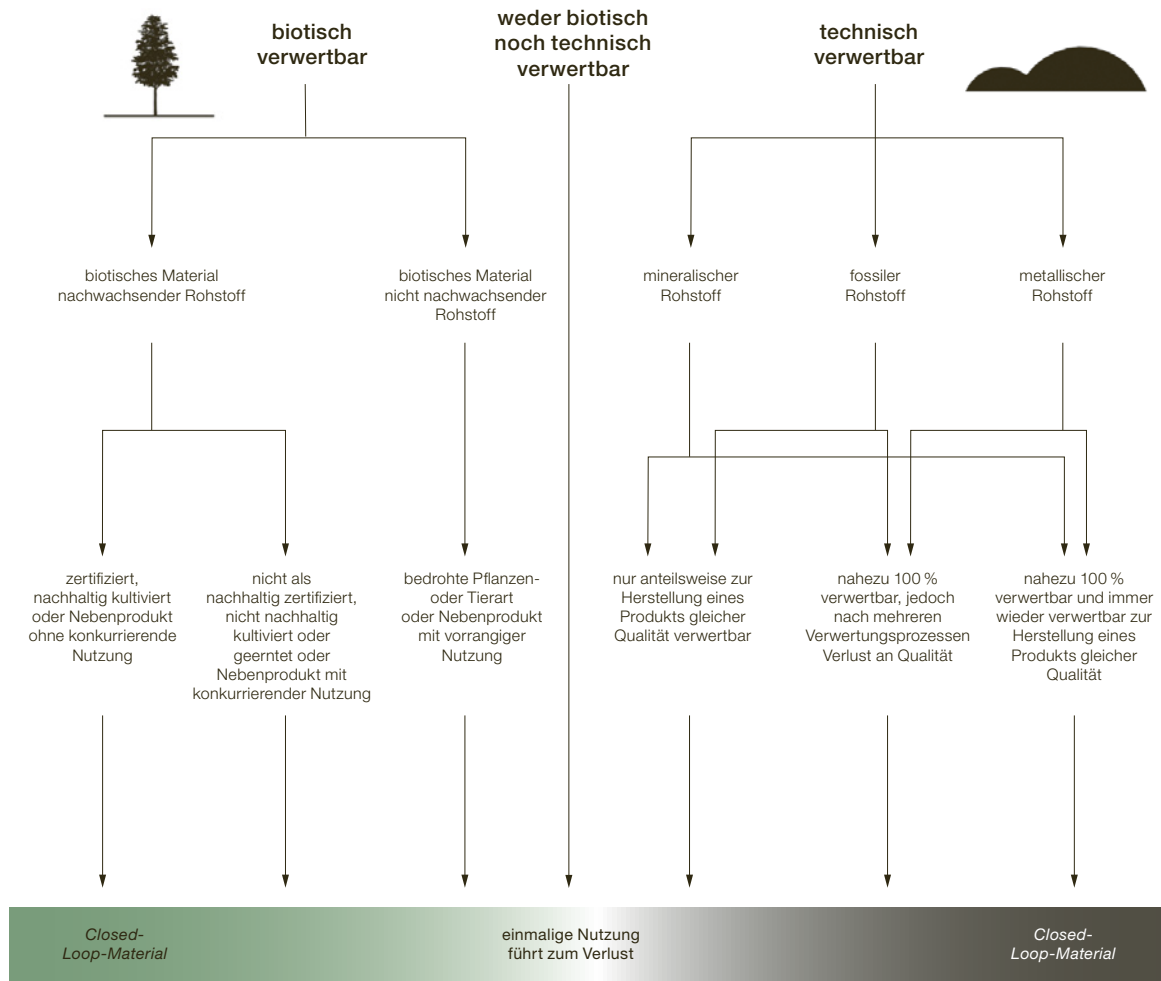 biotisch
verwertbar
weder biotisch
noch technisch
verwertbar
technisch
verwertbar
biotisches Material
nachwachsender Rohstoff
biotisches Material
nicht nachwachsender
Rohstoff
mineralischer
Rohstoff
fossiler
Rohstoff
metallischer
Rohstoff
zertifiziert,
nachhaltig kultiviert
oder Nebenprodukt
ohne konkurrierende
Nutzung
nicht als
nachhaltig zertifiziert,
nicht nachhaltig
kultiviert oder
geerntet oder
Nebenprodukt mit
konkurrierender Nutzung
bedrohte Pflanzen-
oder Tierart
oder Nebenprodukt
mit vorrangiger
Nutzung
nur anteilsweise zur
Herstellung eines
Produkts gleicher
Qualität verwertbar
nahezu 100 %
verwertbar, jedoch
nach mehreren
Verwertungsprozessen
Verlust an Qualität
nahezu 100 %
verwertbar und immer
wieder verwertbar zur
Herstellung eines
Produkts gleicher
Qualität
Closed-
Loop-Material
einmalige Nutzung
führt zum Verlust
Closed-
Loop-Material